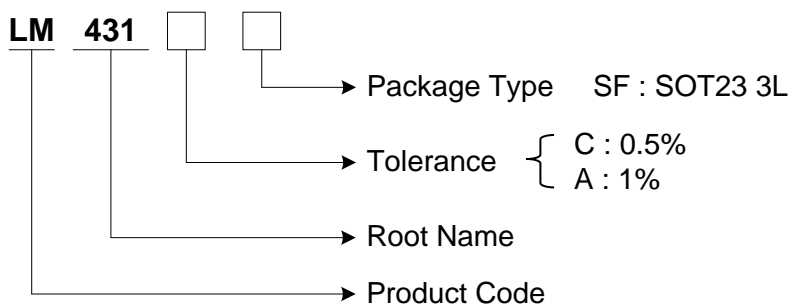 LM 431
Package Type SF : SOT23 3L
Tolerance C : 0.5%
A : 1%
Root Name
Product Code